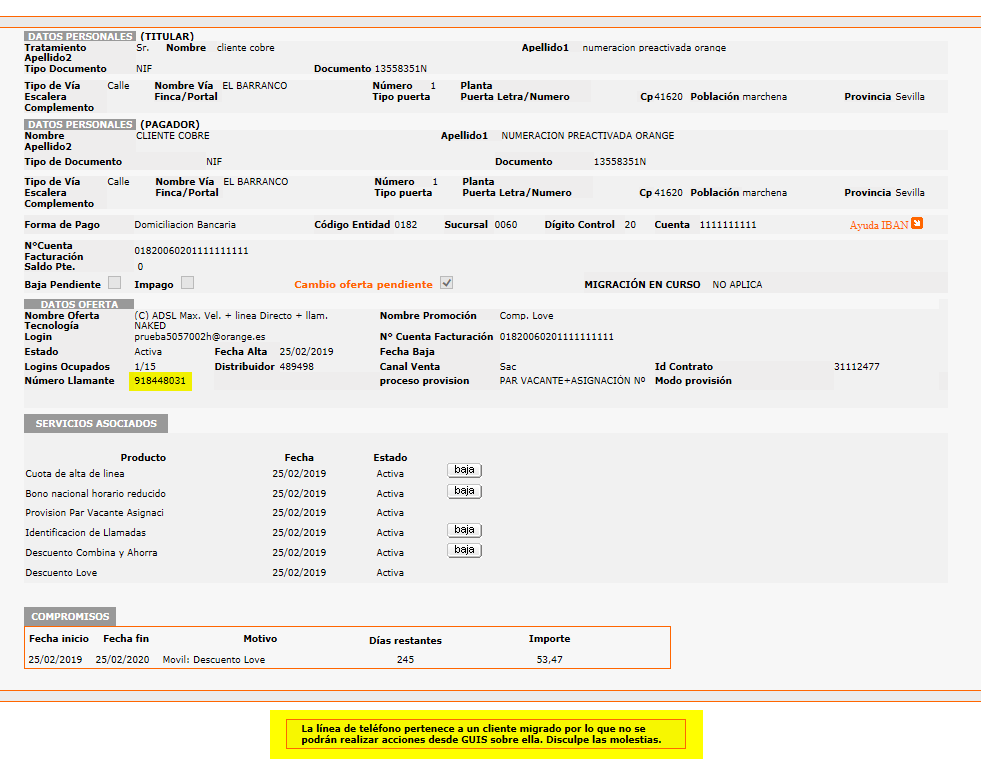 DATOS PERSONALES (TITULAR)
Tratamiento Sr. Nombre cliente cobre Apellido1 numeracion preactivada orange
Apellido2
Tipo Documento NIF Documento 13558351N
Tipo de Vía Calle Nombre Vía EL BARRANCO Número 1 Planta
Escalera Finca/Portal Tipo puerta Puerta Letra/Numero Cp 41620 Población marchena Provincia Sevilla
Complemento
DATOS PERSONALES (PAGADOR)
Nombre CLIENTE COBRE Apellido1 NUMERACION PREACTIVADA ORANGE
Apellido2
Tipo de Documento NIF Documento 13558351N
Tipo de Vía Calle Nombre Vía EL BARRANCO Número 1 Planta
Escalera Finca/Portal Tipo puerta Puerta Letra/Numero Cp 41620 Población marchena Provincia Sevilla
Complemento
Forma de Pago Domiciliacion Bancaria Código Entidad 0182 Sucursal 0060 Dígito Control 20 Cuenta 1111111111 Ayuda IBAN
NºCuenta
Facturación 01820060201111111111
Saldo Pte. 0
Baja Pendiente Impago Cambio oferta pendiente MIGRACIÓN EN CURSO NO APLICA
DATOS OFERTA
Nombre Oferta (C) ADSL Max. Vel. + linea Directo + llam. Nombre Promoción Comp. Love
Tecnología NAKED
Login prueba5057002h@orange.es Nº Cuenta Facturación 01820060201111111111
Estado Activa Fecha Alta 25/02/2019 Fecha Baja
Logins Ocupados 1/15 Distribuidor 489498 Canal Venta Sac Id Contrato 31112477
Número Llamante 918448031 proceso provision PAR VACANTE+ASIGNACIÓN Nº Modo provisión
SERVICIOS ASOCIADOS
Producto Fecha Estado
Cuota de alta de linea 25/02/2019 Activa baja
Bono nacional horario reducido 25/02/2019 Activa baja
Provision Par Vacante Asignaci 25/02/2019 Activa
Identificacion de Llamadas 25/02/2019 Activa baja
Descuento Combina y Ahorra 25/02/2019 Activa baja
Descuento Love 25/02/2019 Activa
COMPROMISOS
Fecha inicio Fecha fin Motivo Días restantes Importe
25/02/2019 25/02/2020 Movil: Descuento Love 245 53,47
La línea de teléfono pertenece a un cliente migrado por lo que no se
podrán realizar acciones desde GUIS sobre ella. Disculpe las molestias.